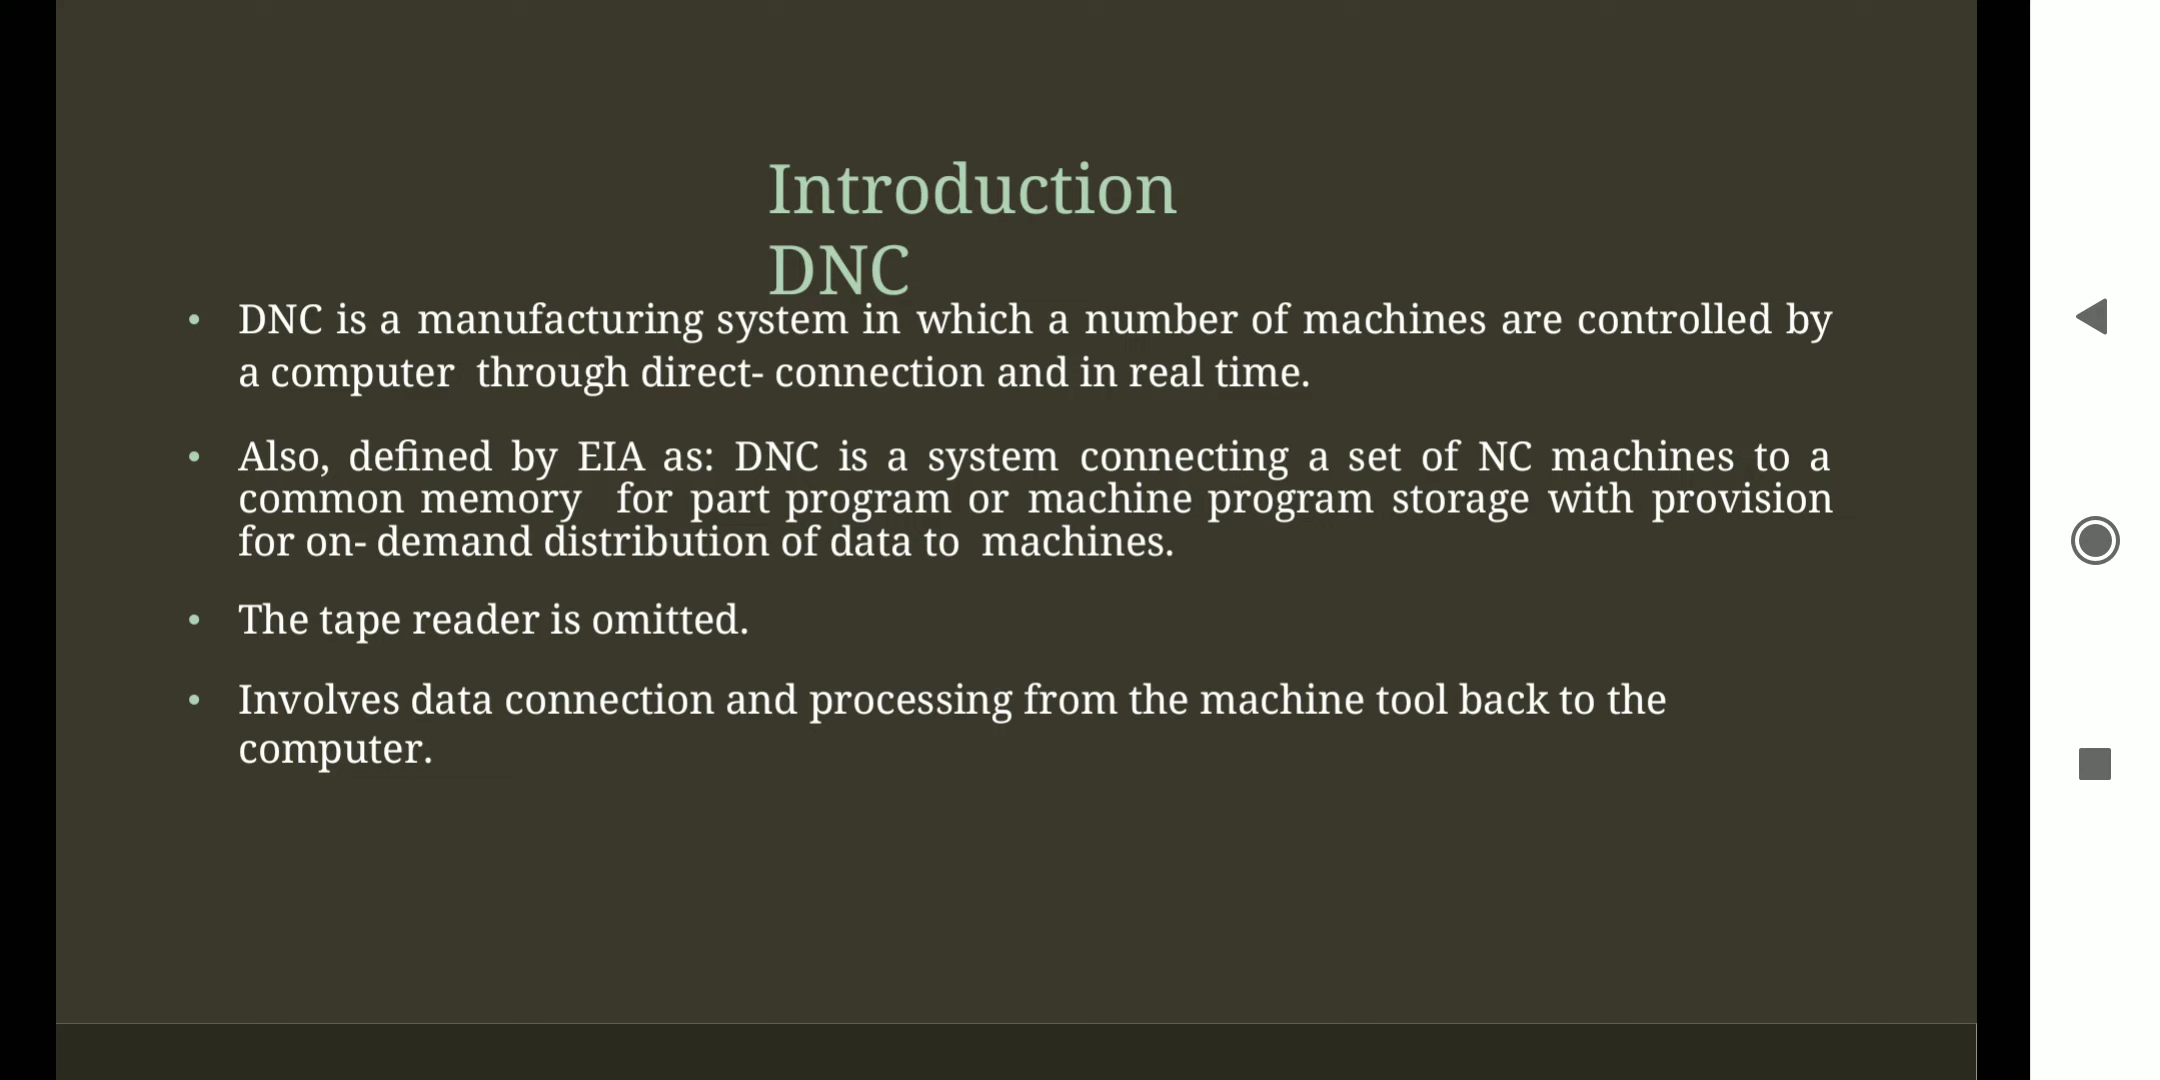 Introduction
DNC
• DNC is a manufacturing system in which a number of machines are controlled by
a computer through direct- connection and in real time.
• Also, defined by EIA as: DNC is a system connecting a set of NC machines to a
common memory for part program or machine program storage with provision
for on- demand distribution of data to machines.
• The tape reader is omitted.
• Involves data connection and processing from the machine tool back to the
computer.